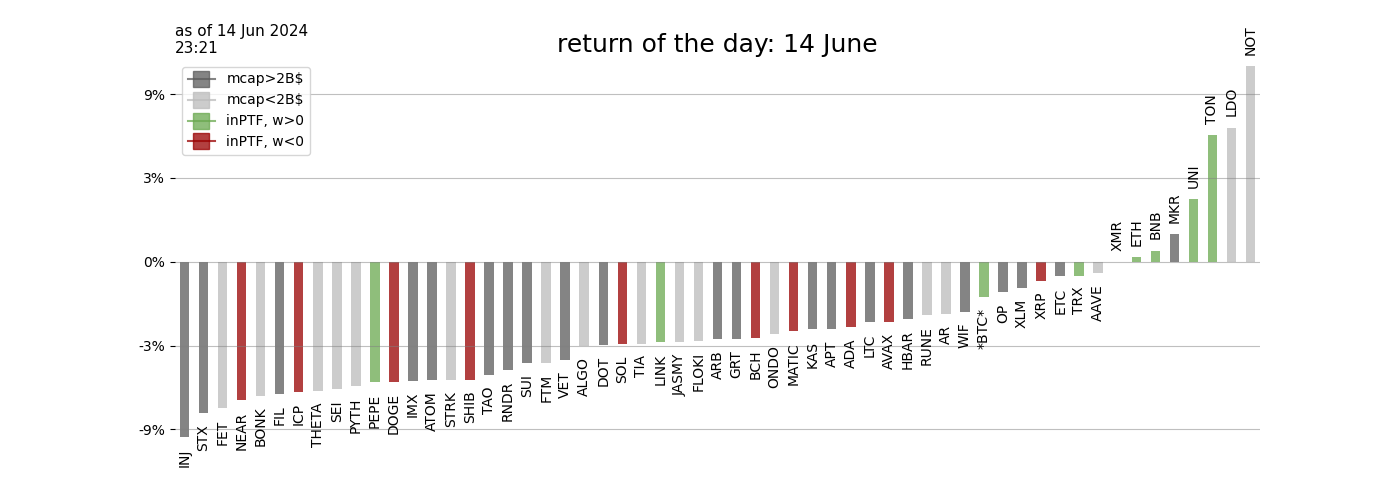 as of 14 Jun 2024
23:21
return of the day: 14 June
mcap>2B$
mcap<2B$
inPTF, w>0
inPTF, w<0
9%
3%
0%
-3%
-9%
INJ
STX
FET
NEAR
BONK
FIL
ICP
THETA
SEI
PYTH
PEPE
DOGE
IMX
ATOM
STRK
SHIB
TAO
RNDR
SUI
FTM
VET
ALGO
DOT
SOL
TIA
LINK
JASMY
FLOKI
ARB
GRT
BCH
ONDO
MATIC
KAS
APT
ADA
LTC
AVAX
HBAR
RUNE
AR
WIF
*BTC*
OP
XLM
XRP
ETC
TRX
AAVE
XMR
ETH
BNB
MKR
UNI
TON
LDO
NOT